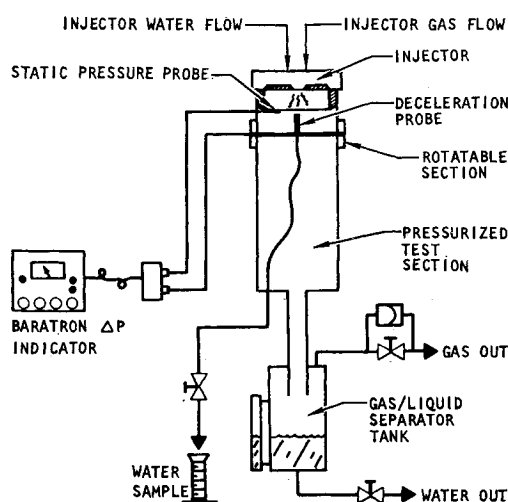 INJECTOR WATER FLOW
INJECTOR GAS FLOW
INJECTOR
STATIC PRESSURE PROBE
DECELERATION
PROBE
ROTATABLE
SECTION
PRESSURIZED
TEST
SECTION
BARATRON ΔP
INDICATOR
GAS OUT
GAS/LIQUID
SEPARATOR
TANK
WATER
SAMPLE
WATER OUT